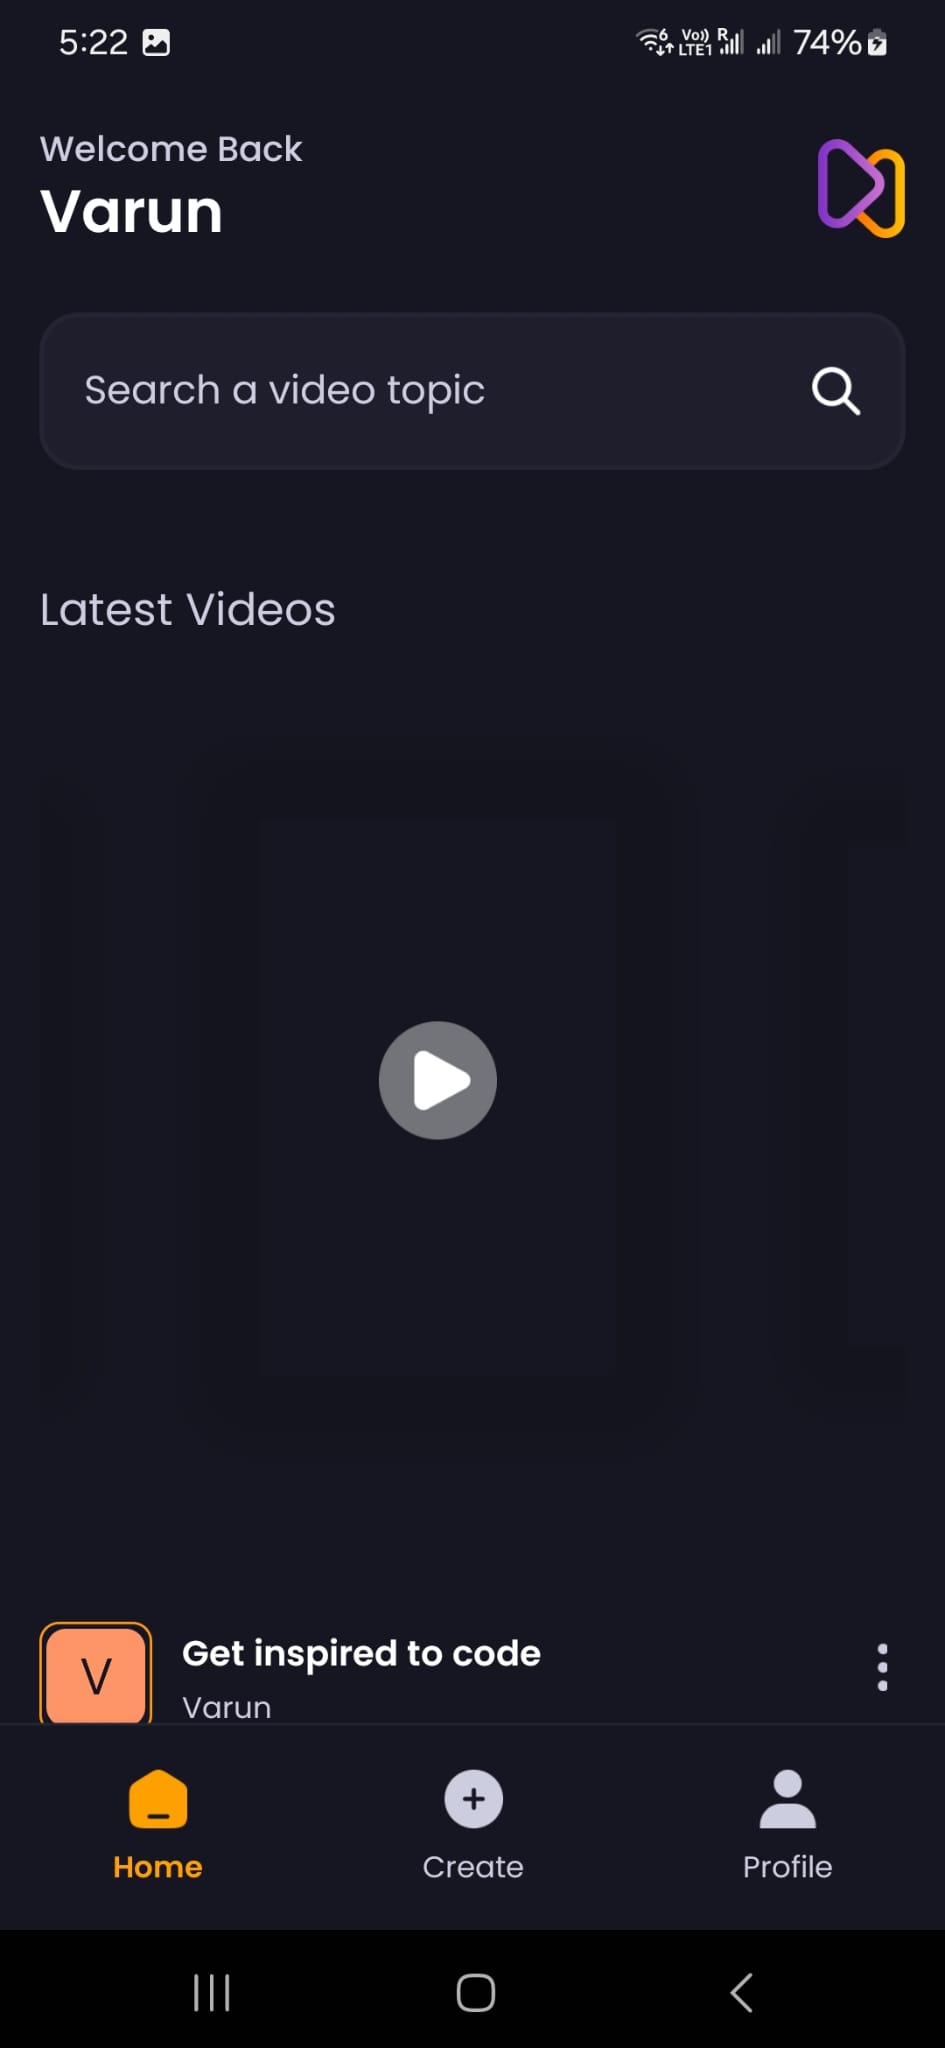 5:22
6 Vo)) LTE1 R 74%
Welcome Back
Varun
Search a video topic
Latest Videos
V
Get inspired to code
Varun
Home
Create
Profile